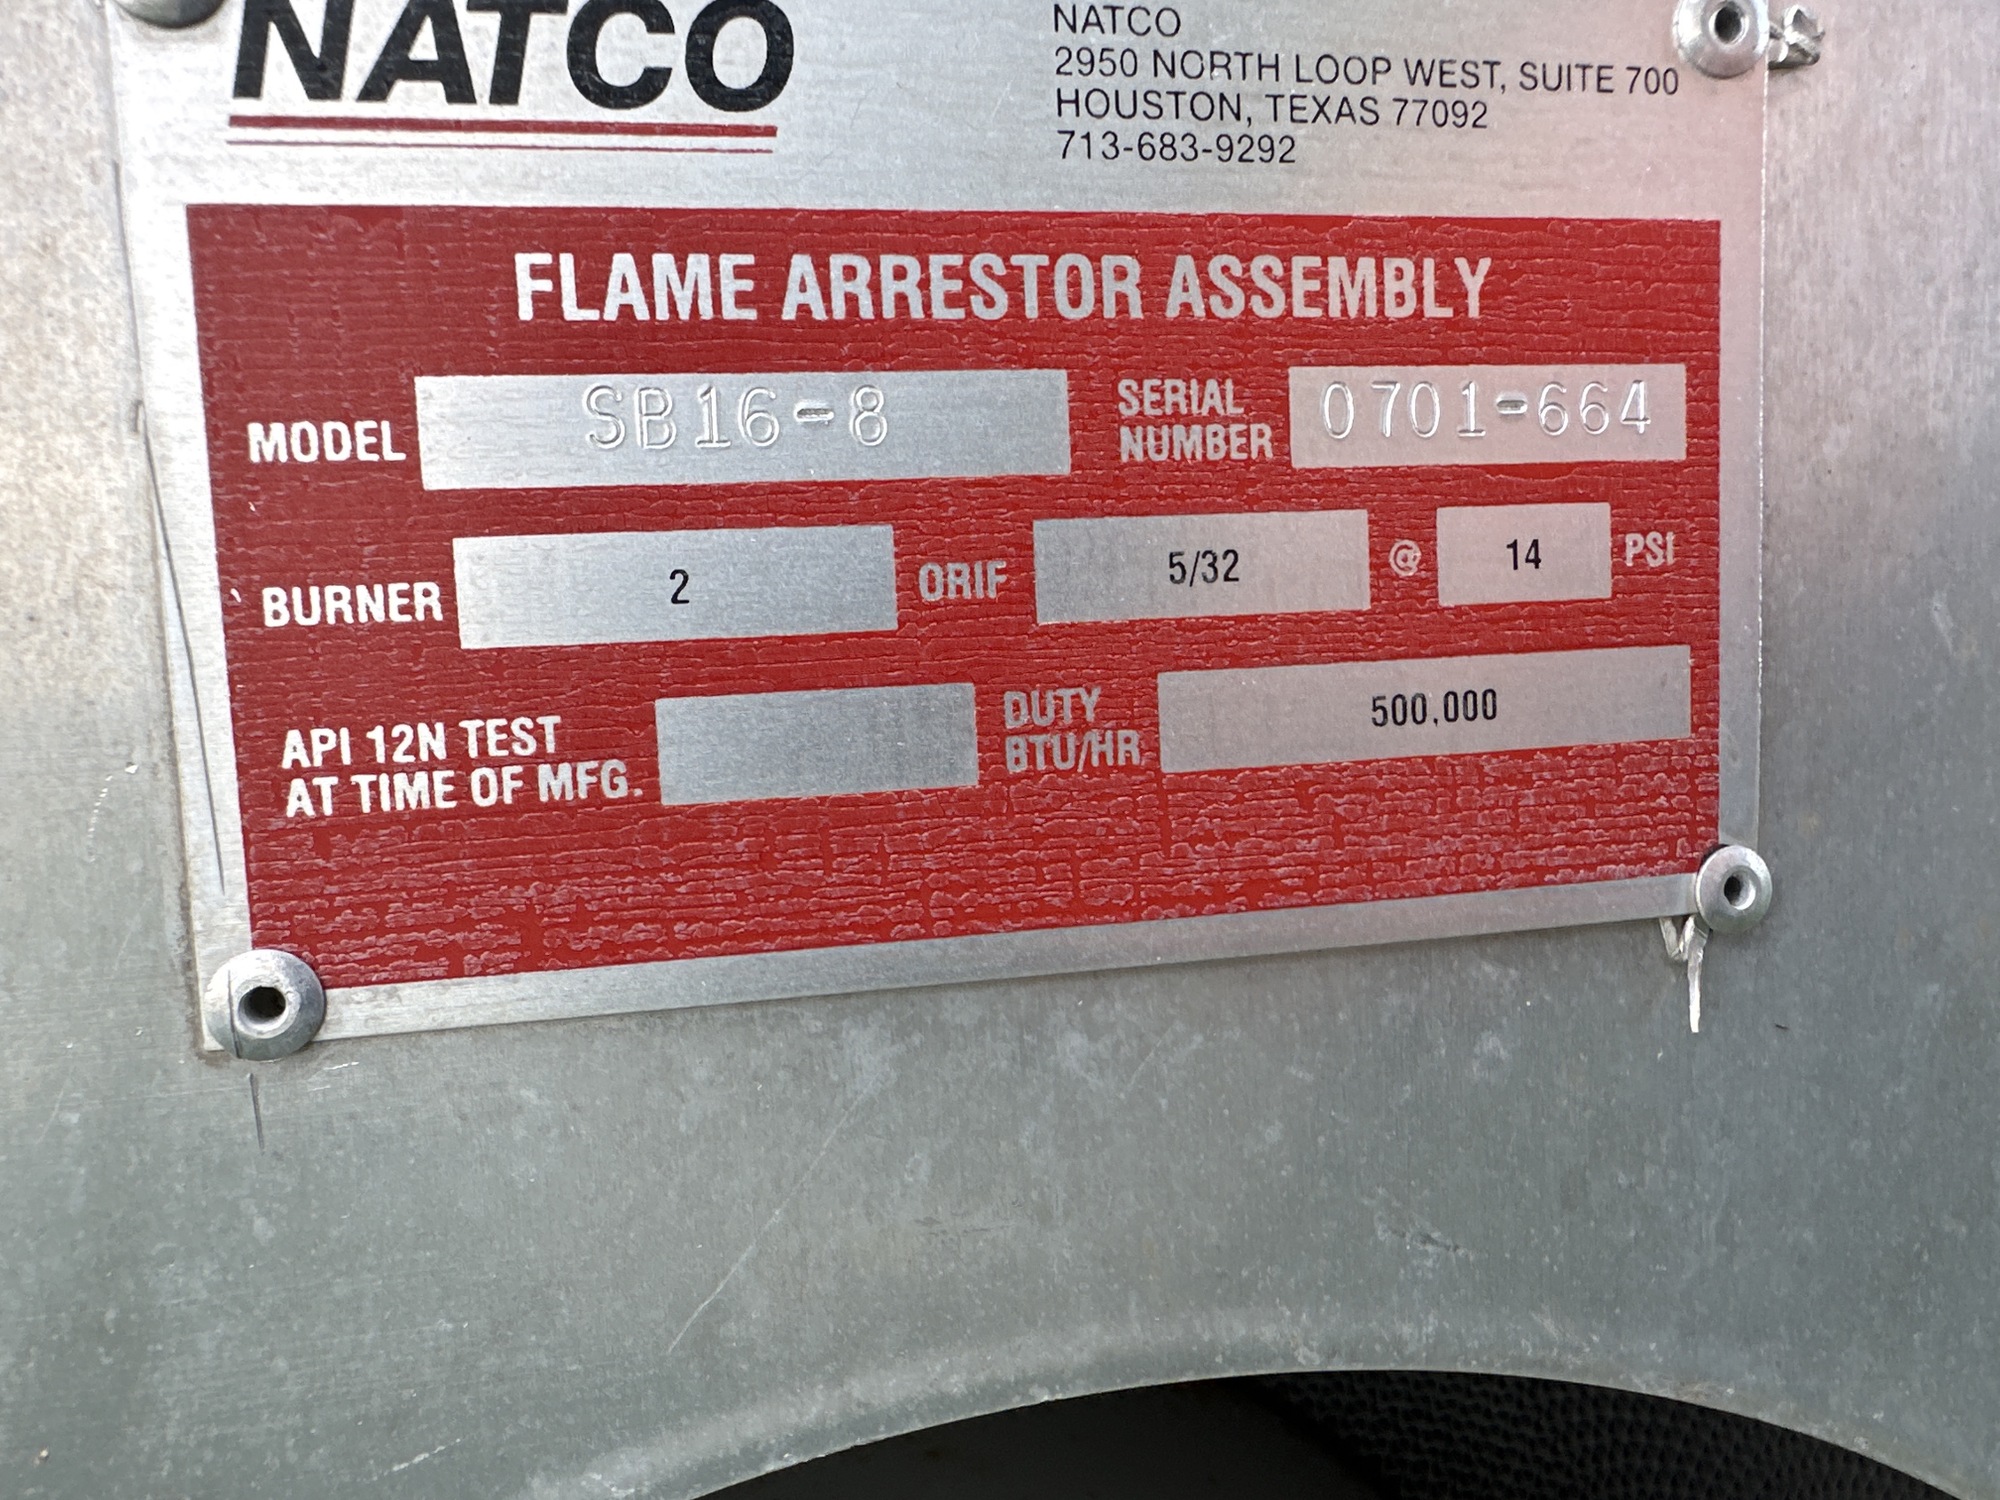 NATCO
NATCO
2950 NORTH LOOP WEST, SUITE 700
HOUSTON, TEXAS 77092
713-683-9292
FLAME ARRESTOR ASSEMBLY
MODEL SB16-8 SERIAL NUMBER 0701-664
BURNER 2 ORIF 5/32 @ 14 PSI
API 12N TEST AT TIME OF MFG. DUTY BTU/HR 500,000